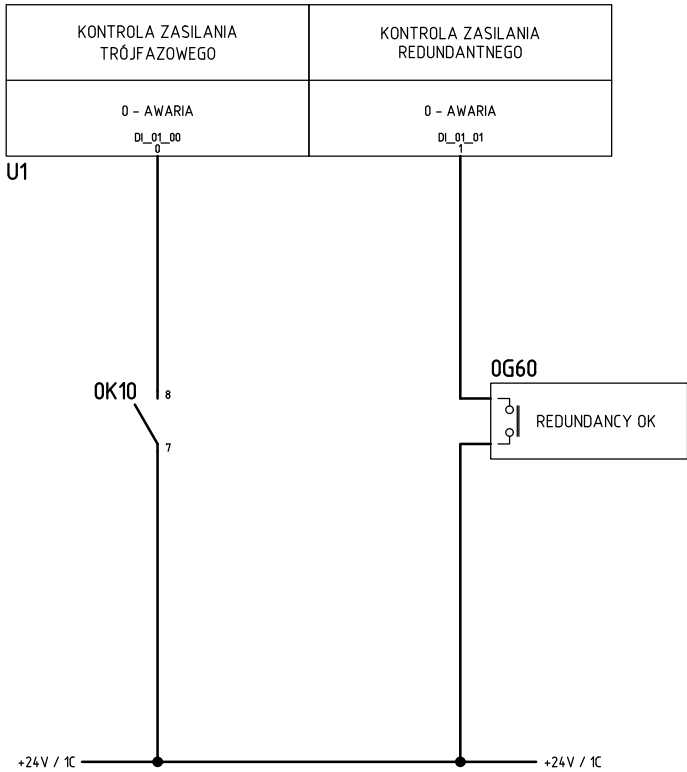 KONTROLA ZASILANIA
TRÓJFAZOWEGO
KONTROLA ZASILANIA
REDUNDANTNEGO
0 - AWARIA
0 - AWARIA
DI_01_00
0
DI_01_01
1
U1
0G60
0K10
8
REDUNDANCY OK
7
+24V / 1C
+24V / 1C